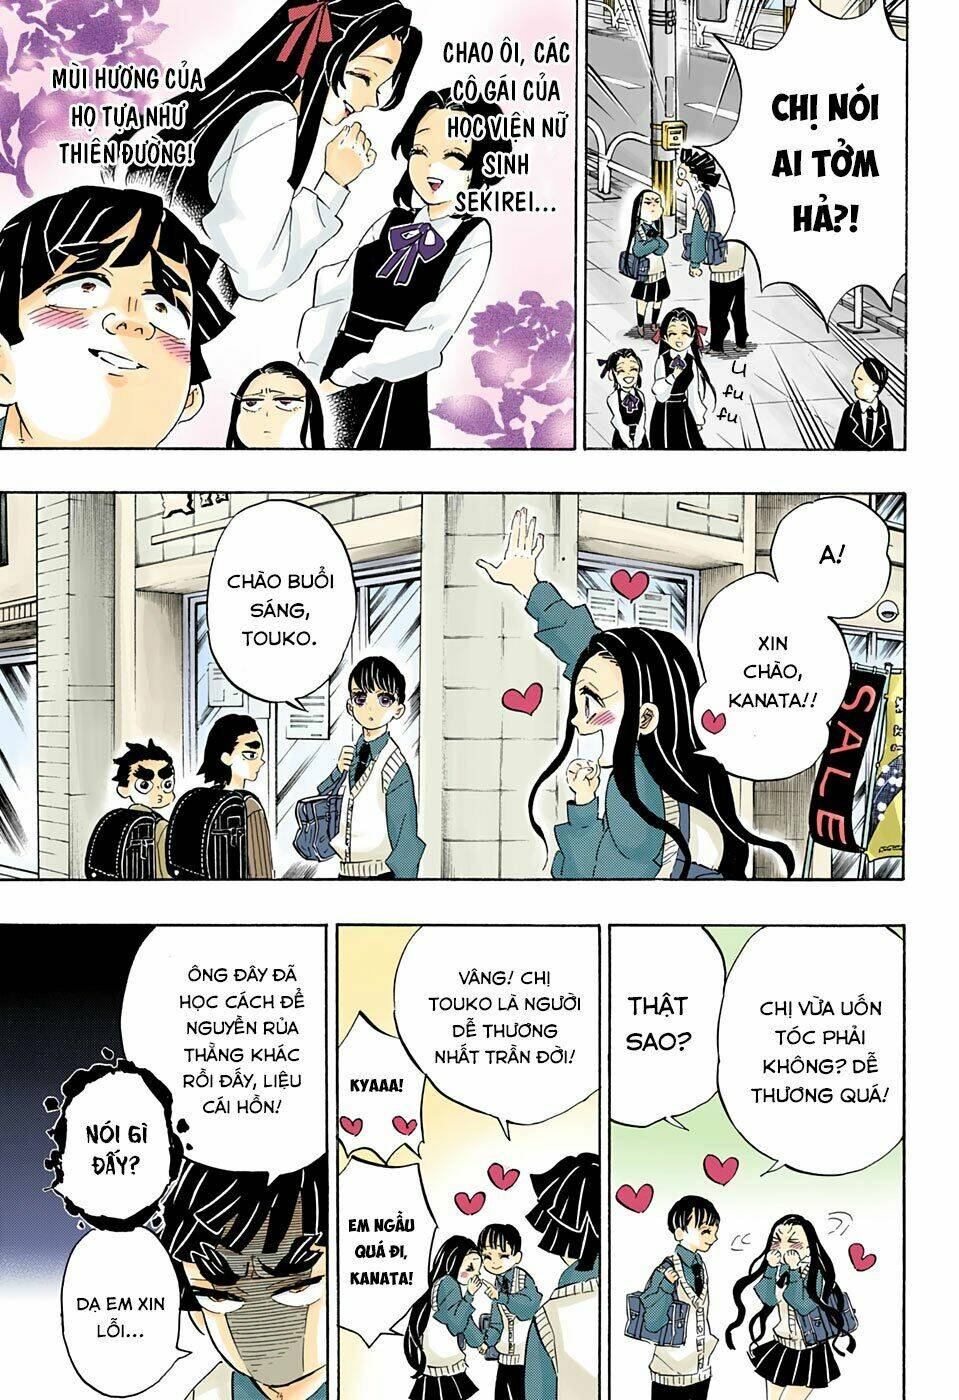 CHỊ NÓI
AI TỞM
HẢ?!
U
fu
fu
CHAO ÔI, CÁC
CÔ GÁI CỦA
HỌC VIỆN NỮ
SINH
SEKIREI...
MÙI HƯƠNG CỦA
HỌ TỰA NHƯ
THIÊN ĐƯỜNG!
A!
XIN
CHÀO,
KANATA!!
SALE
CHÀO BUỔI
SÁNG,
TOUKO.
CHỊ VỪA UỐN
TÓC PHẢI
KHÔNG? DỄ
THƯƠNG QUÁ!
THẬT
SAO?
VÂNG! CHỊ
TOUKO LÀ NGƯỜI
DỄ THƯƠNG
NHẤT TRẦN ĐỜI!
KYAAA!
EM NGẦU
QUÁ ĐI,
KANATA!
ÔNG ĐÂY ĐÃ
HỌC CÁCH ĐỂ
NGUYỀN RỦA
THẰNG KHÁC
RỒI ĐẤY, LIỆU
CÁI HỒN!
NÓI GÌ
ĐẤY?
DẠ EM XIN
LỖI...